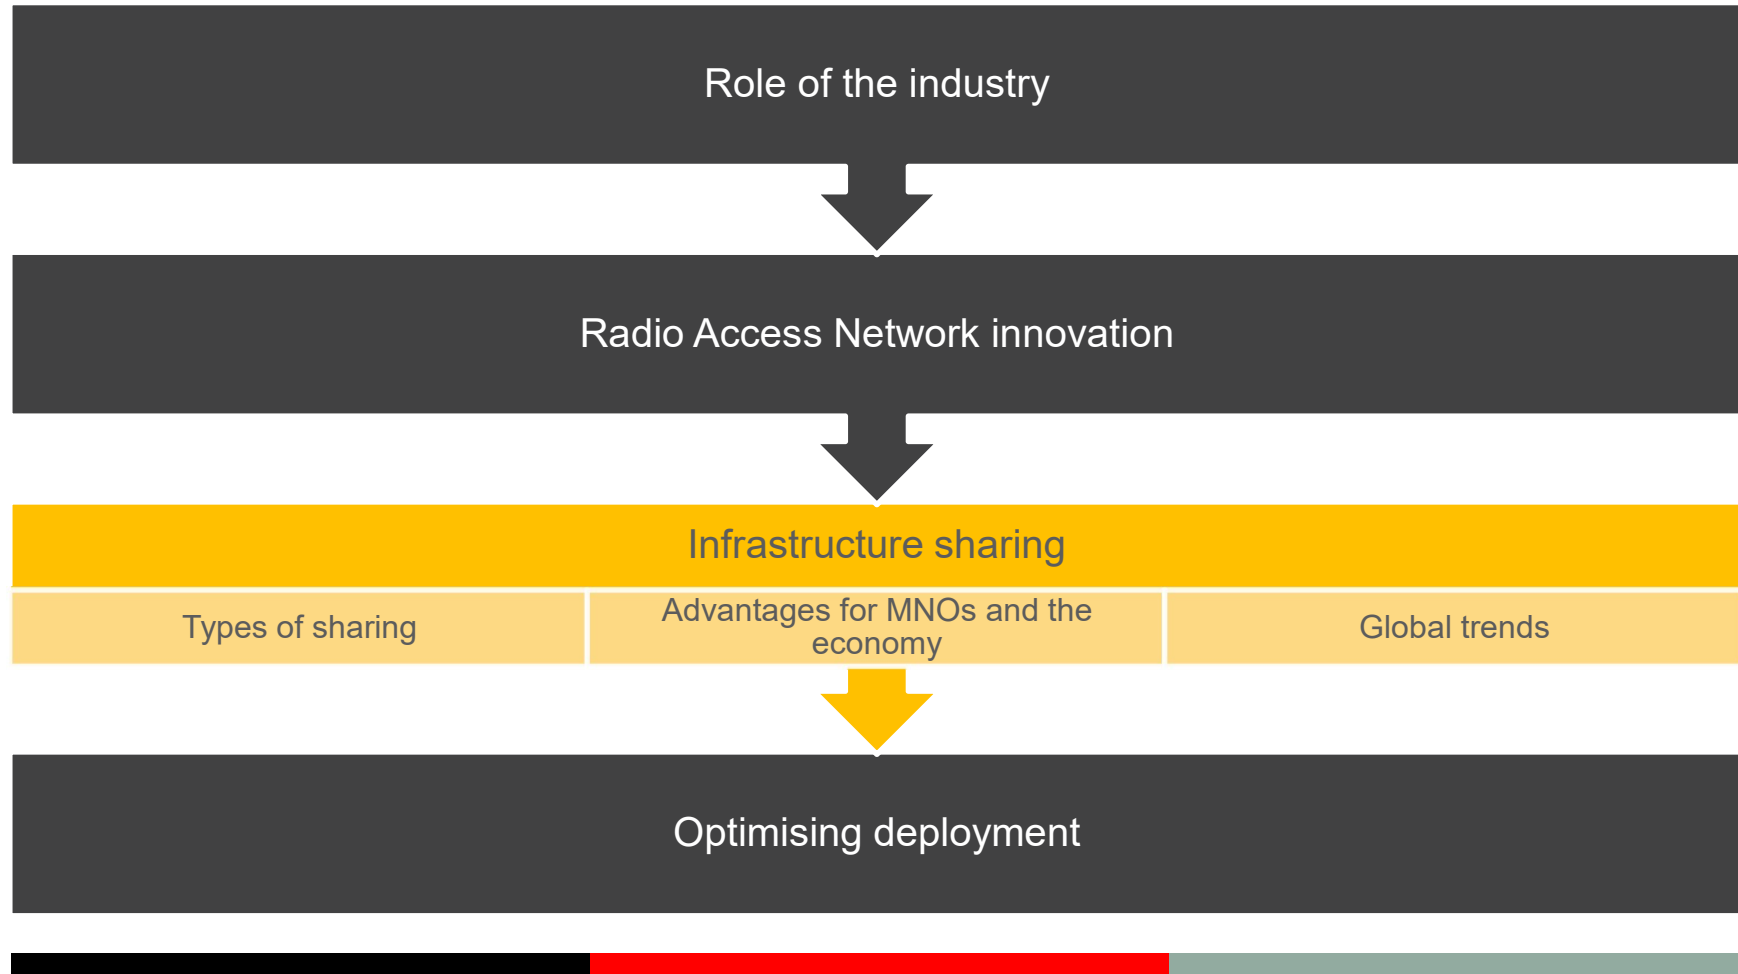 Role of the industry
Radio Access Network innovation
Infrastructure sharing
Types of sharing
Advantages for MNOs and the
economy
Global trends
Optimising deployment